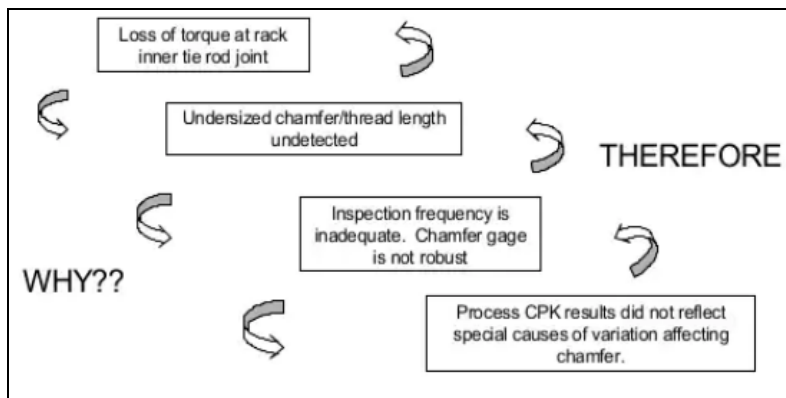 Loss of torque at rack
inner tie rod joint
Undersized chamfer/thread length
undetected
THEREFORE
Inspection frequency is
inadequate. Chamfer gage
is not robust
WHY??
Process CPK results did not reflect
special causes of variation affecting
chamfer.